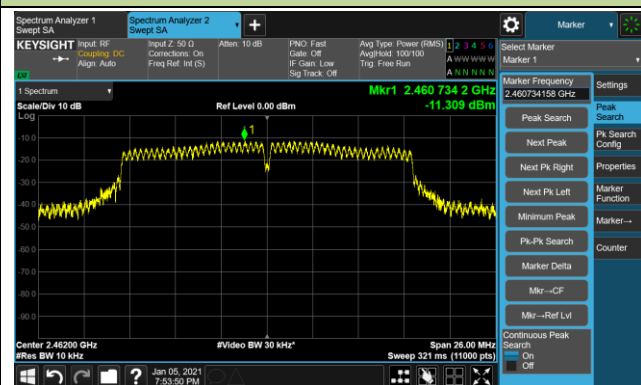 Spectrum Analyzer 1
Swept SA
Spectrum Analyzer 2
Swept SA
+
Marker
KEYSIGHT
Input: RF
Coupling: DC
Align: Auto
Input Z: 50 Ω
Corrections: On
Freq Ref: Int (S)
Atten: 10 dB
PNO: Fast
Gate: Off
IF Gain: Low
Sig Track: Off
Avg Type: Power (RMS)
Avg|Hold: 100/100
Trig: Free Run
1 2 3 4 5 6
A W W W W W
A N N N N N
LXI
Select Marker
Marker 1
1 Spectrum
Scale/Div 10 dB
Log
Ref Level 0.00 dBm
Mkr1 2.460 734 2 GHz
-11.309 dBm
1
-10.0
-20.0
-30.0
-40.0
-50.0
-60.0
-70.0
-80.0
-90.0
Center 2.46200 GHz
#Res BW 10 kHz
#Video BW 30 kHz*
Span 26.00 MHz
Sweep 321 ms (11000 pts)
Marker Frequency
2.460734158 GHz
Peak Search
Next Peak
Next Pk Right
Next Pk Left
Minimum Peak
Pk-Pk Search
Marker Delta
Mkr→CF
Mkr→Ref Lvl
Continuous Peak
Search
On
Off
Settings
Peak
Search
Pk Search
Config
Properties
Marker
Function
Marker→
Counter
?
Jan 05, 2021
7:53:50 PM